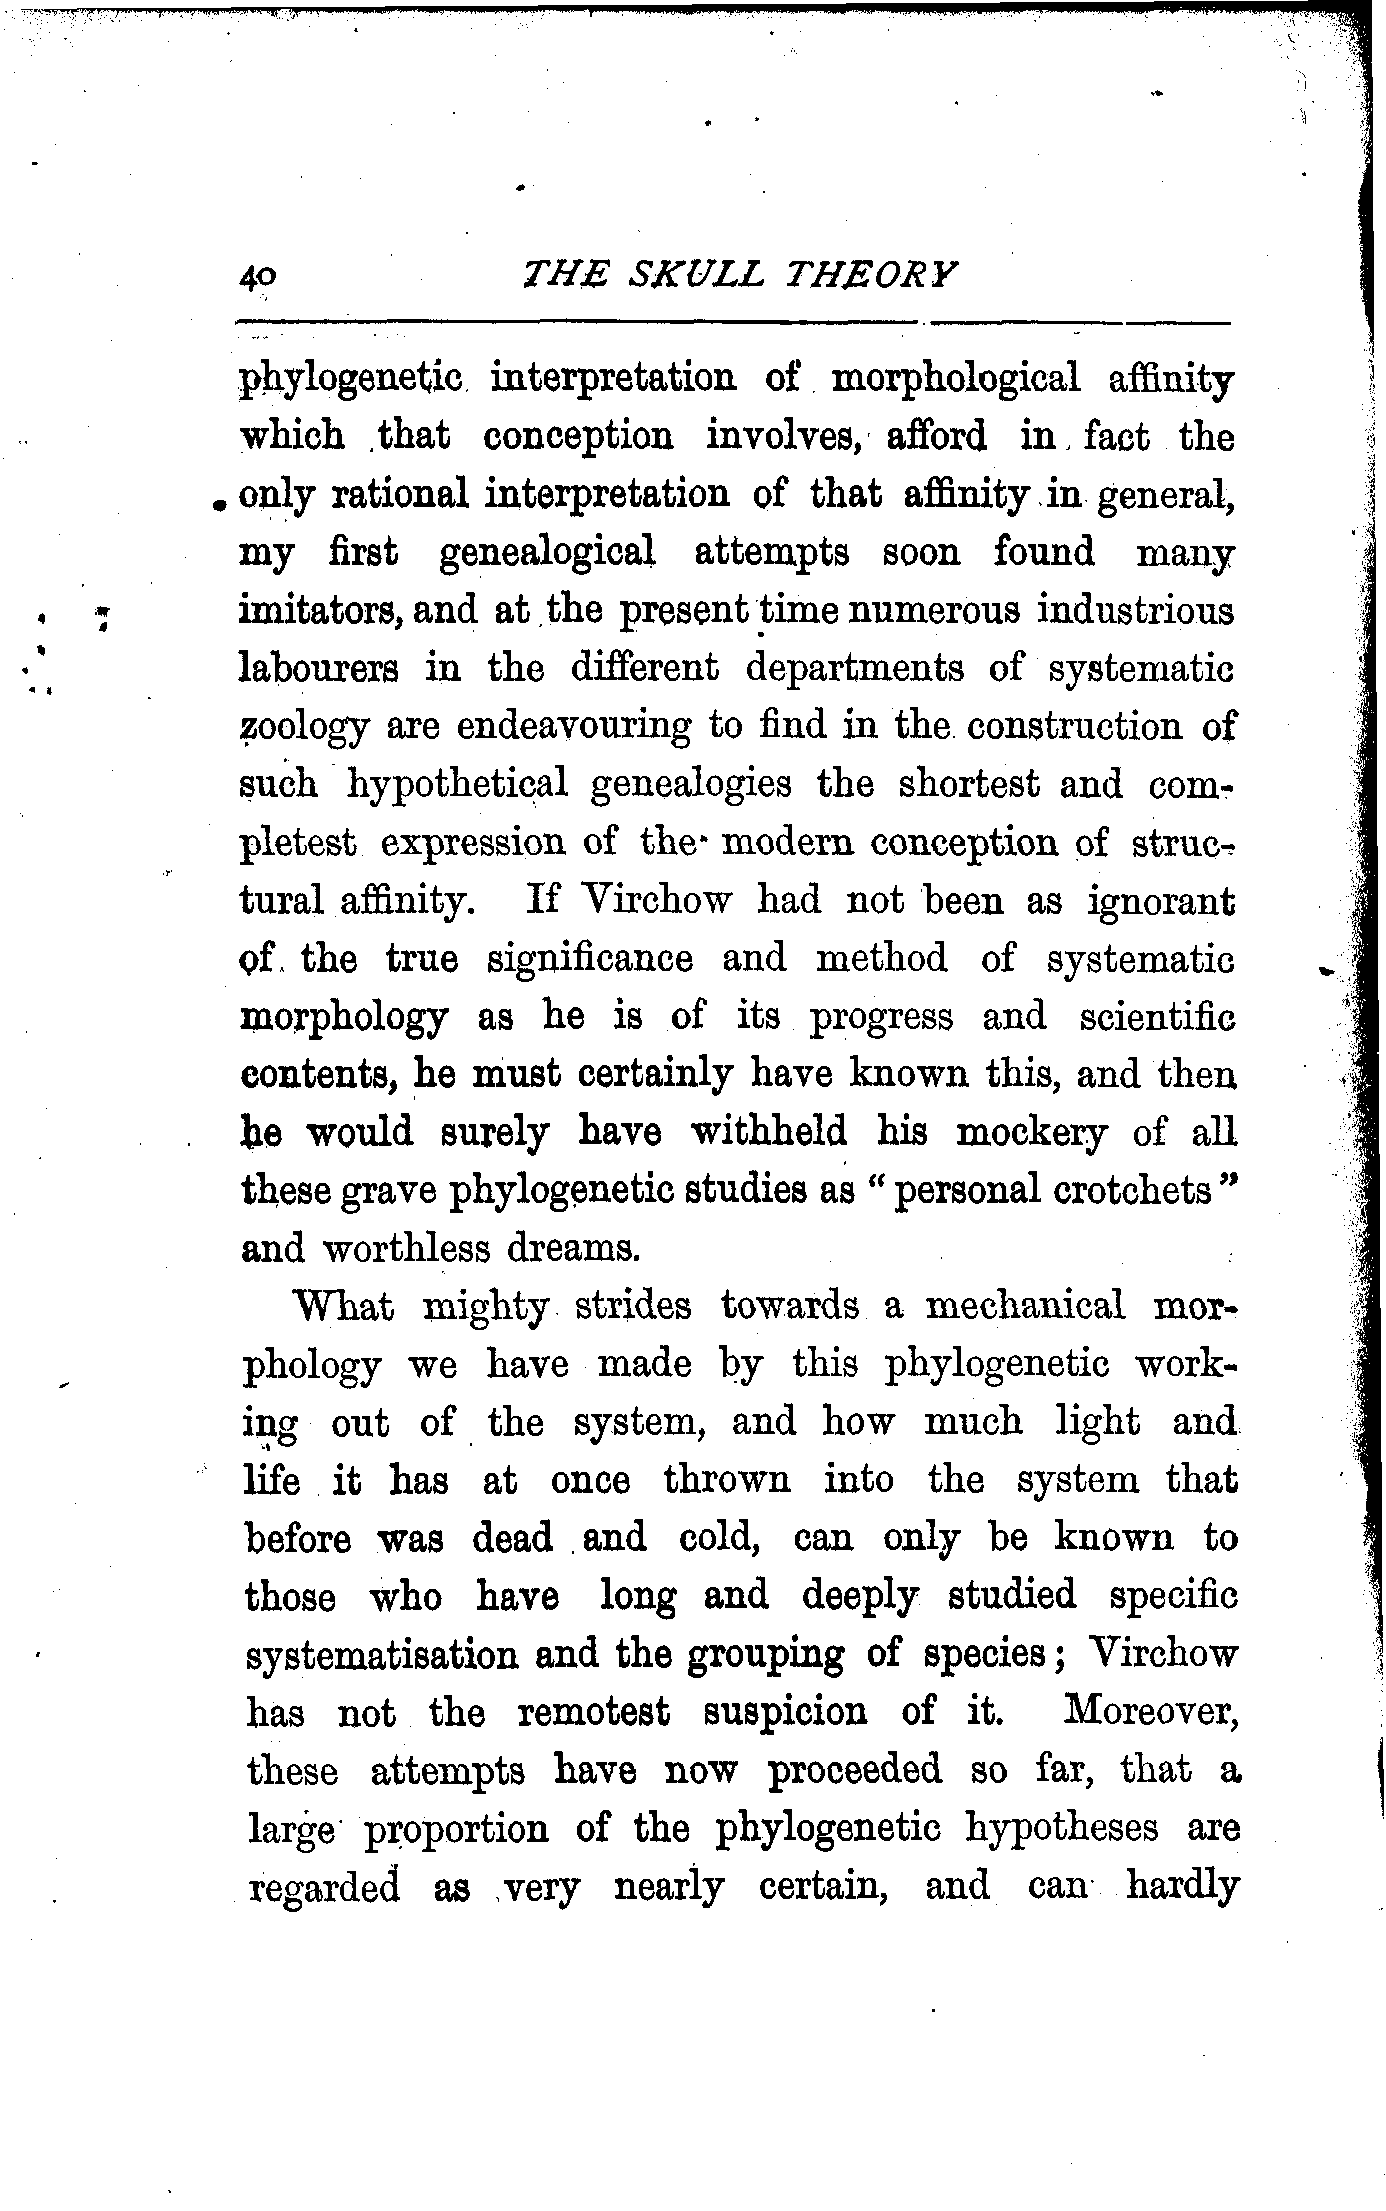 40 THE SKULL THEORY
phylogenetic interpretation of morphological affinity
which that conception involves, afford in fact the
only rational interpretation of that affinity in general,
my first genealogical attempts soon found many
imitators, and at the present time numerous industrious
labourers in the different departments of systematic
zoology are endeavouring to find in the construction of
such hypothetical genealogies the shortest and com-
pletest expression of the modern conception of struc-
tural affinity. If Virchow had not been as ignorant
of the true significance and method of systematic
morphology as he is of its progress and scientific
contents, he must certainly have known this, and then
he would surely have withheld his mockery of all
these grave phylogenetic studies as “ personal crotchets ”
and worthless dreams.
What mighty strides towards a mechanical mor-
phology we have made by this phylogenetic work-
ing out of the system, and how much light and
life it has at once thrown into the system that
before was dead and cold, can only be known to
those who have long and deeply studied specific
systematisation and the grouping of species ; Virchow
has not the remotest suspicion of it. Moreover,
these attempts have now proceeded so far, that a
large proportion of the phylogenetic hypotheses are
regarded as very nearly certain, and can hardly